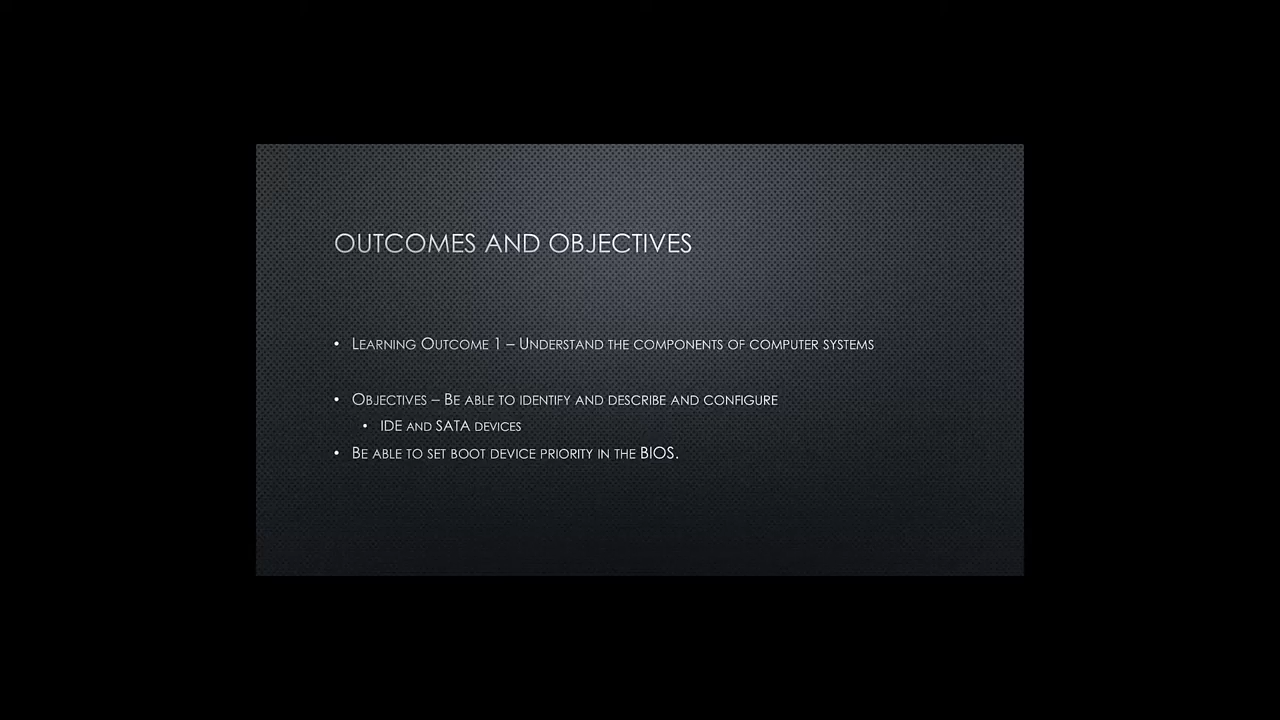 OUTCOMES AND OBJECTIVES
• LEARNING OUTCOME 1 – UNDERSTAND THE COMPONENTS OF COMPUTER SYSTEMS
• OBJECTIVES – BE ABLE TO IDENTIFY AND DESCRIBE AND CONFIGURE
• IDE AND SATA DEVICES
• BE ABLE TO SET BOOT DEVICE PRIORITY IN THE BIOS.